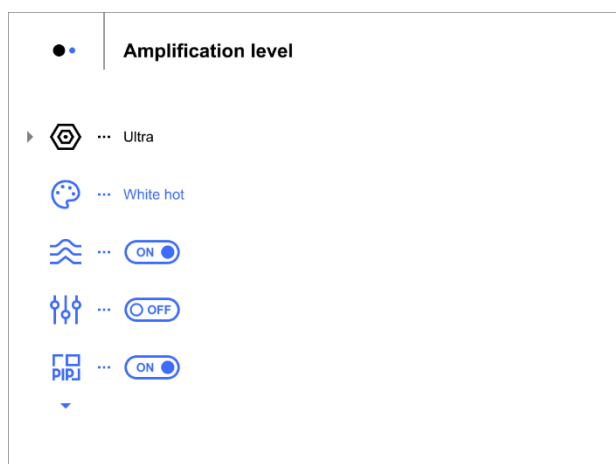 Amplification level
Ultra
White hot
ON
OFF
PIP
ON